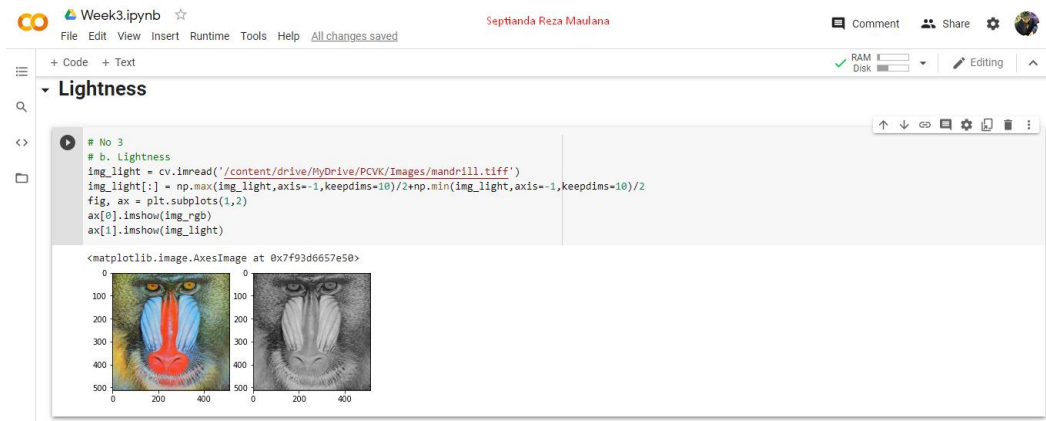 Week3.ipynb
Septianda Reza Maulana
Comment Share
File Edit View Insert Runtime Tools Help All changes saved
+ Code + Text
RAM
Disk
Editing
Lightness
# No 3
# b. Lightness
img_light = cv.imread('/content/drive/MyDrive/PCVK/Images/mandrill.tiff')
img_light[:] = np.max(img_light,axis=-1,keepdims=10)/2+np.min(img_light,axis=-1,keepdims=10)/2
fig, ax = plt.subplots(1,2)
ax[0].imshow(img_rgb)
ax[1].imshow(img_light)
<matplotlib.image.AxesImage at 0x7f93d6657e50>
0 0
100 100
200 200
300 300
400 400
500 500
0 200 400 0 200 400